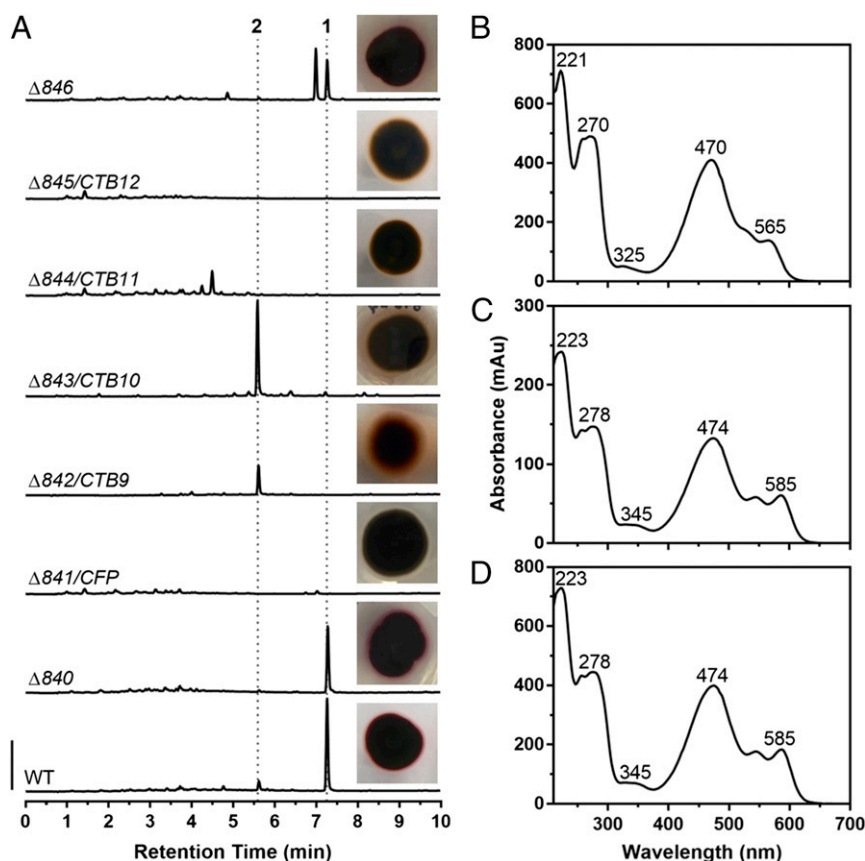 A
2
1
Δ846
Δ845/CTB12
Δ844/CTB11
Δ843/CTB10
Δ842/CTB9
Δ841/CFP
Δ840
WT
0 1 2 3 4 5 6 7 8 9 10
Retention Time (min)
B
800
600
400
200
0
221
270
325
470
565
C
300
200
100
0
223
278
345
474
585
Absorbance (mAu)
D
800
600
400
200
0
223
278
345
474
585
300 400 500 600 700
Wavelength (nm)